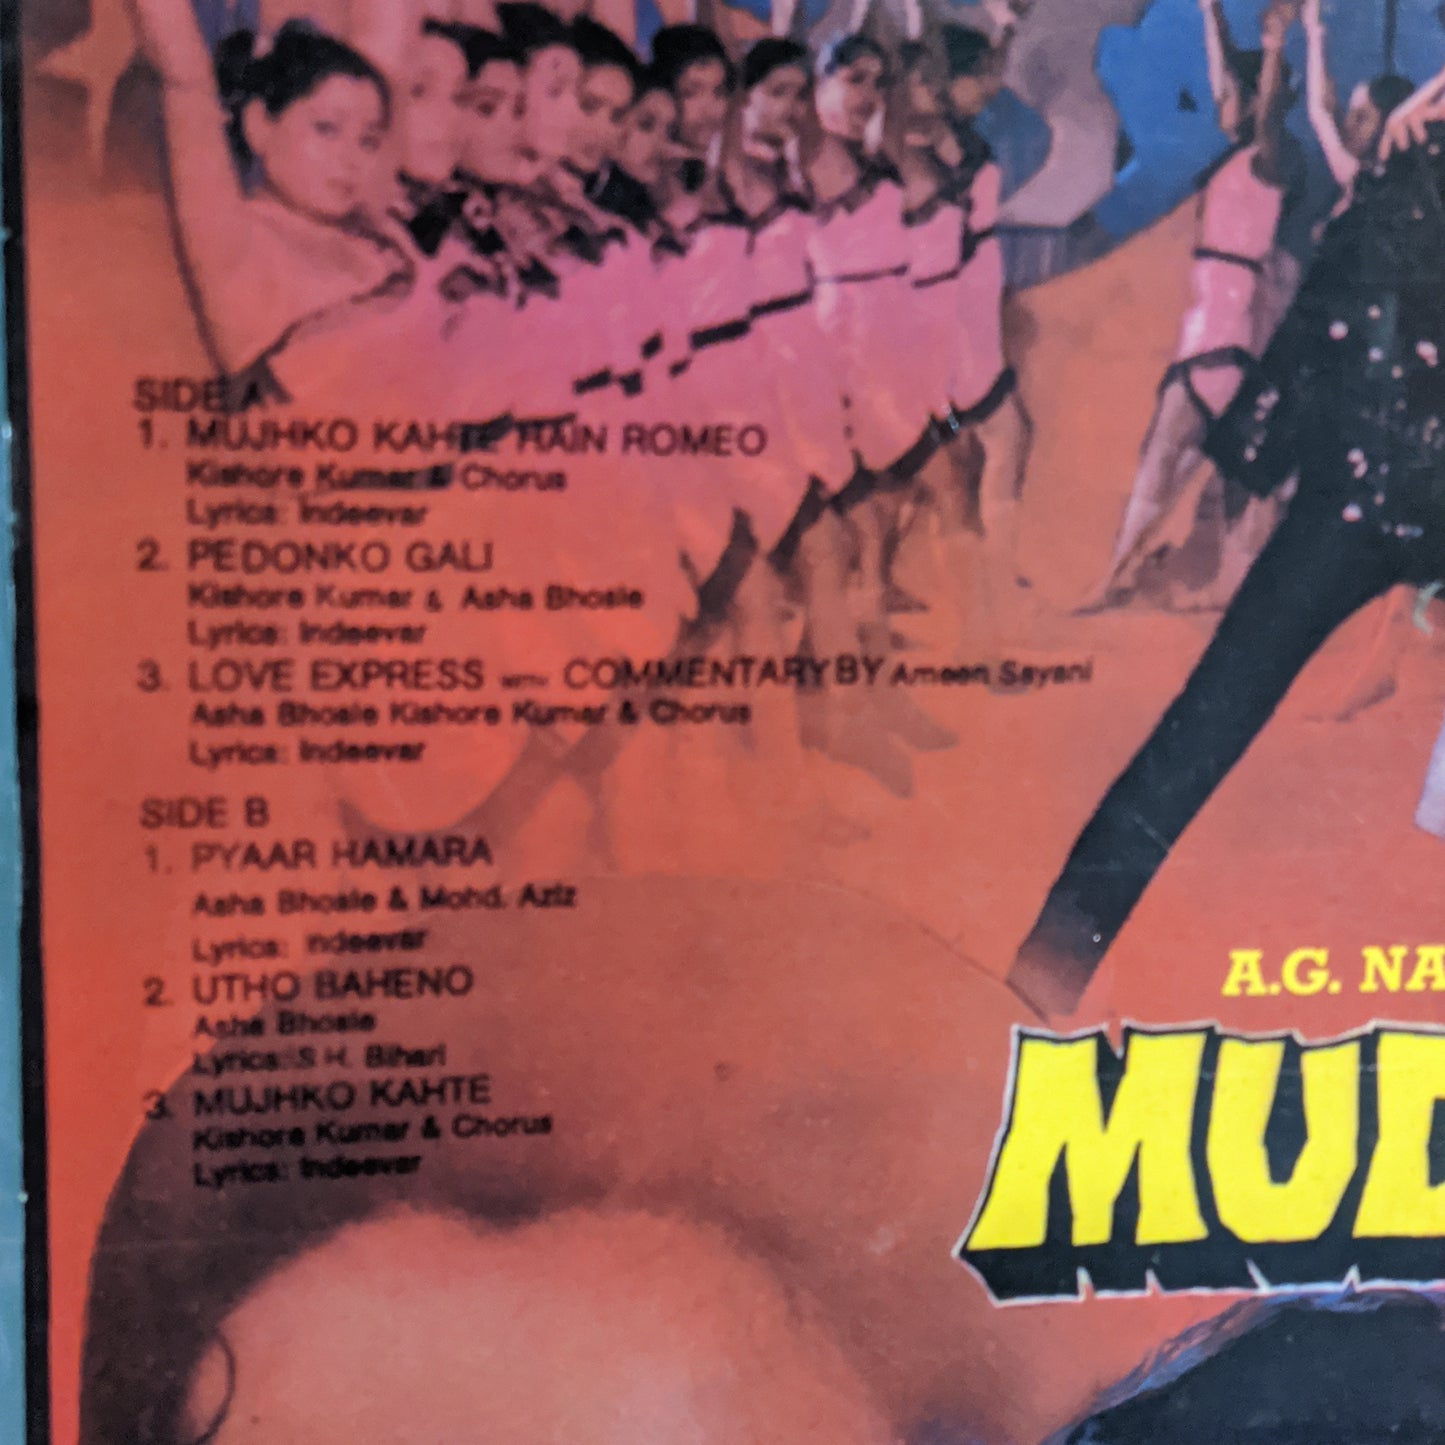 SIDE A
1. MUJHKO KAHTE HAIN ROMEO
Kishore Kumar & Chorus
Lyrics: Indeevar
2. PEDONKO GALI
Kishore Kumar & Asha Bhosle
Lyrics: Indeevar
3. LOVE EXPRESS WITH COMMENTARY BY Ameen Sayani
Asha Bhosle Kishore Kumar & Chorus
Lyrics: Indeevar
SIDE B
1. PYAAR HAMARA
Asha Bhosle & Mohd. Aziz
Lyrics: Indeevar
2. UTHO BAHENO
Asha Bhosle
Lyrics: S.H. Bihari
3. MUJHKO KAHTE
Kishore Kumar & Chorus
Lyrics: Indeevar
A.G. NA
MUD